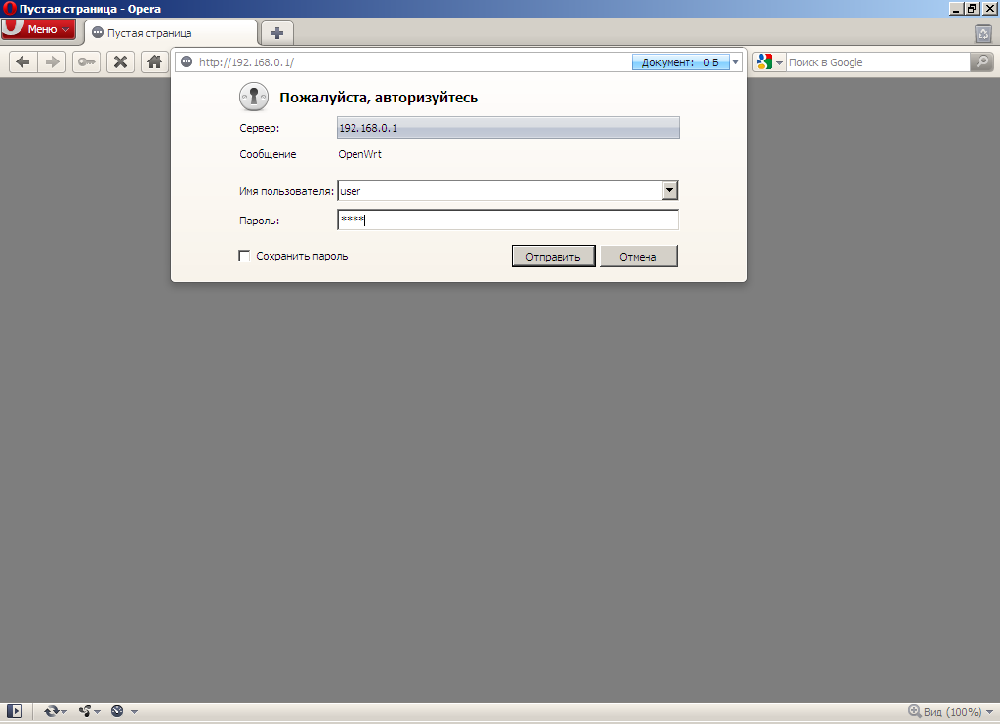 Пустая страница - Opera
Меню
Пустая страница
http://192.168.0.1/
Документ: 0 Б
Поиск в Google
Пожалуйста, авторизуйтесь
Сервер: 192.168.0.1
Сообщение OpenWrt
Имя пользователя: user
Пароль: ****
Сохранить пароль
Отправить
Отмена
Вид (100%)